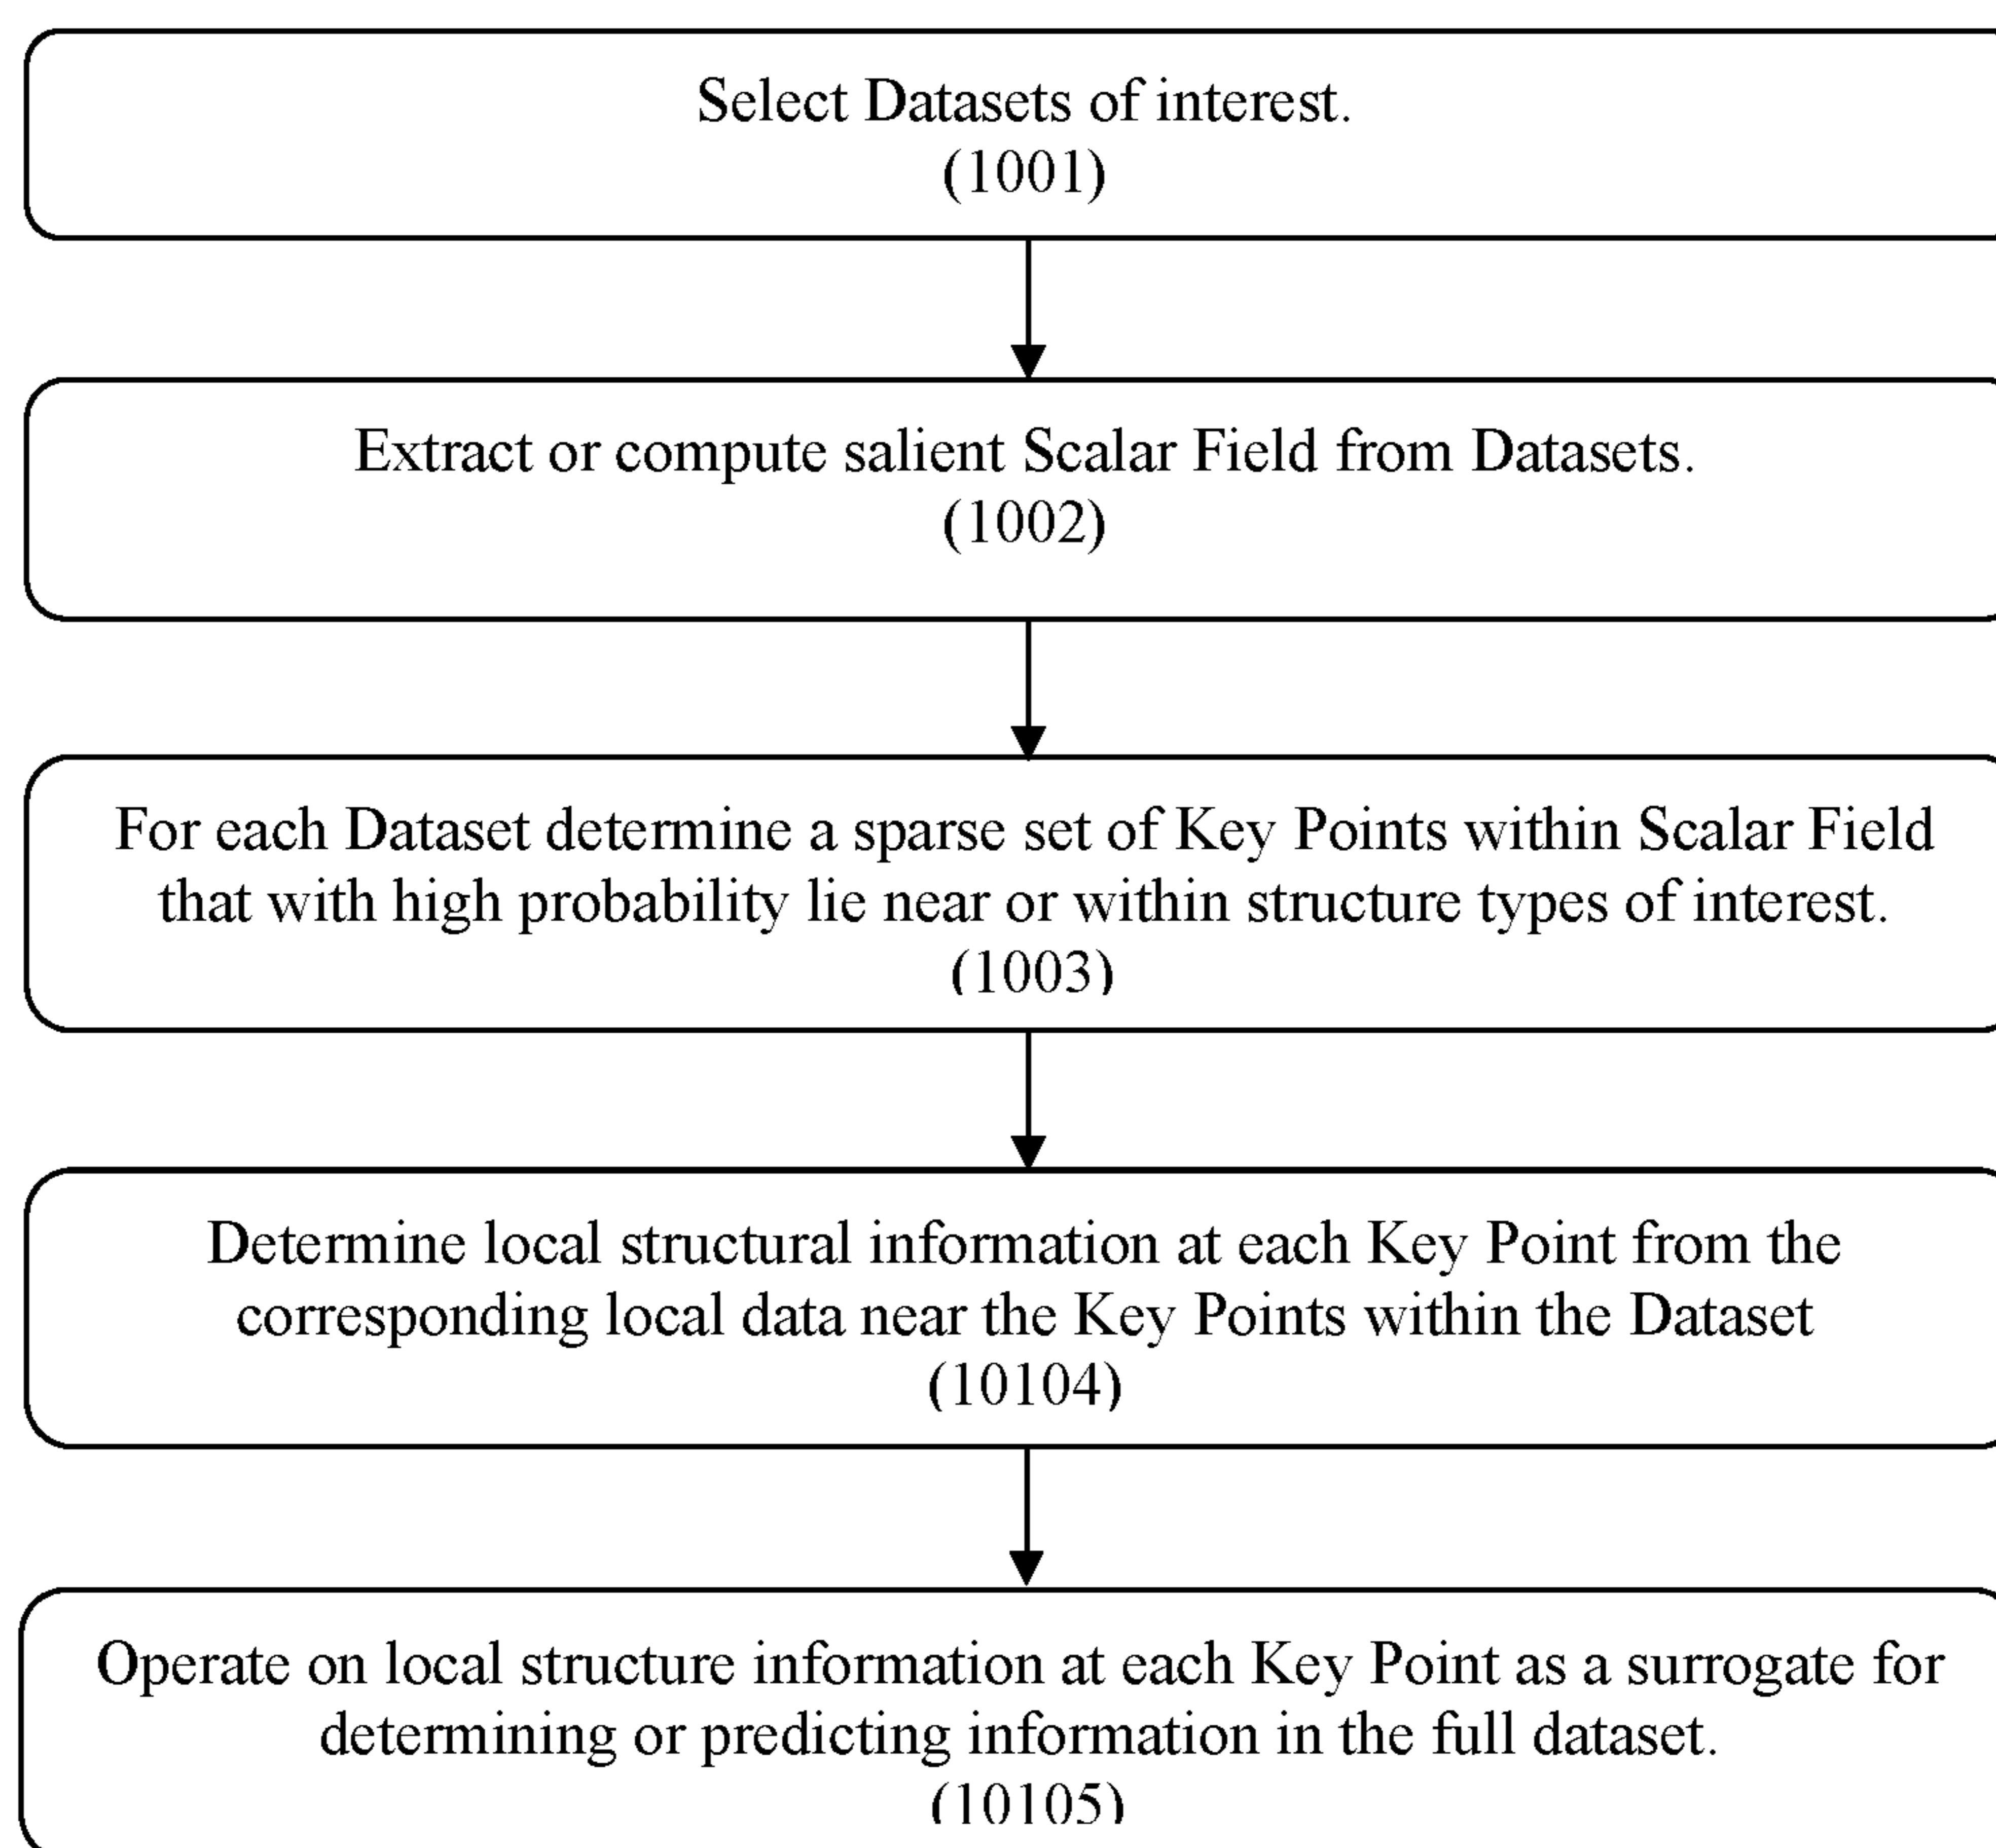 Select Datasets of interest.
(1001)
Extract or compute salient Scalar Field from Datasets.
(1002)
For each Dataset determine a sparse set of Key Points within Scalar Field
that with high probability lie near or within structure types of interest.
(1003)
Determine local structural information at each Key Point from the
corresponding local data near the Key Points within the Dataset
(10104)
Operate on local structure information at each Key Point as a surrogate for
determining or predicting information in the full dataset.
(10105)